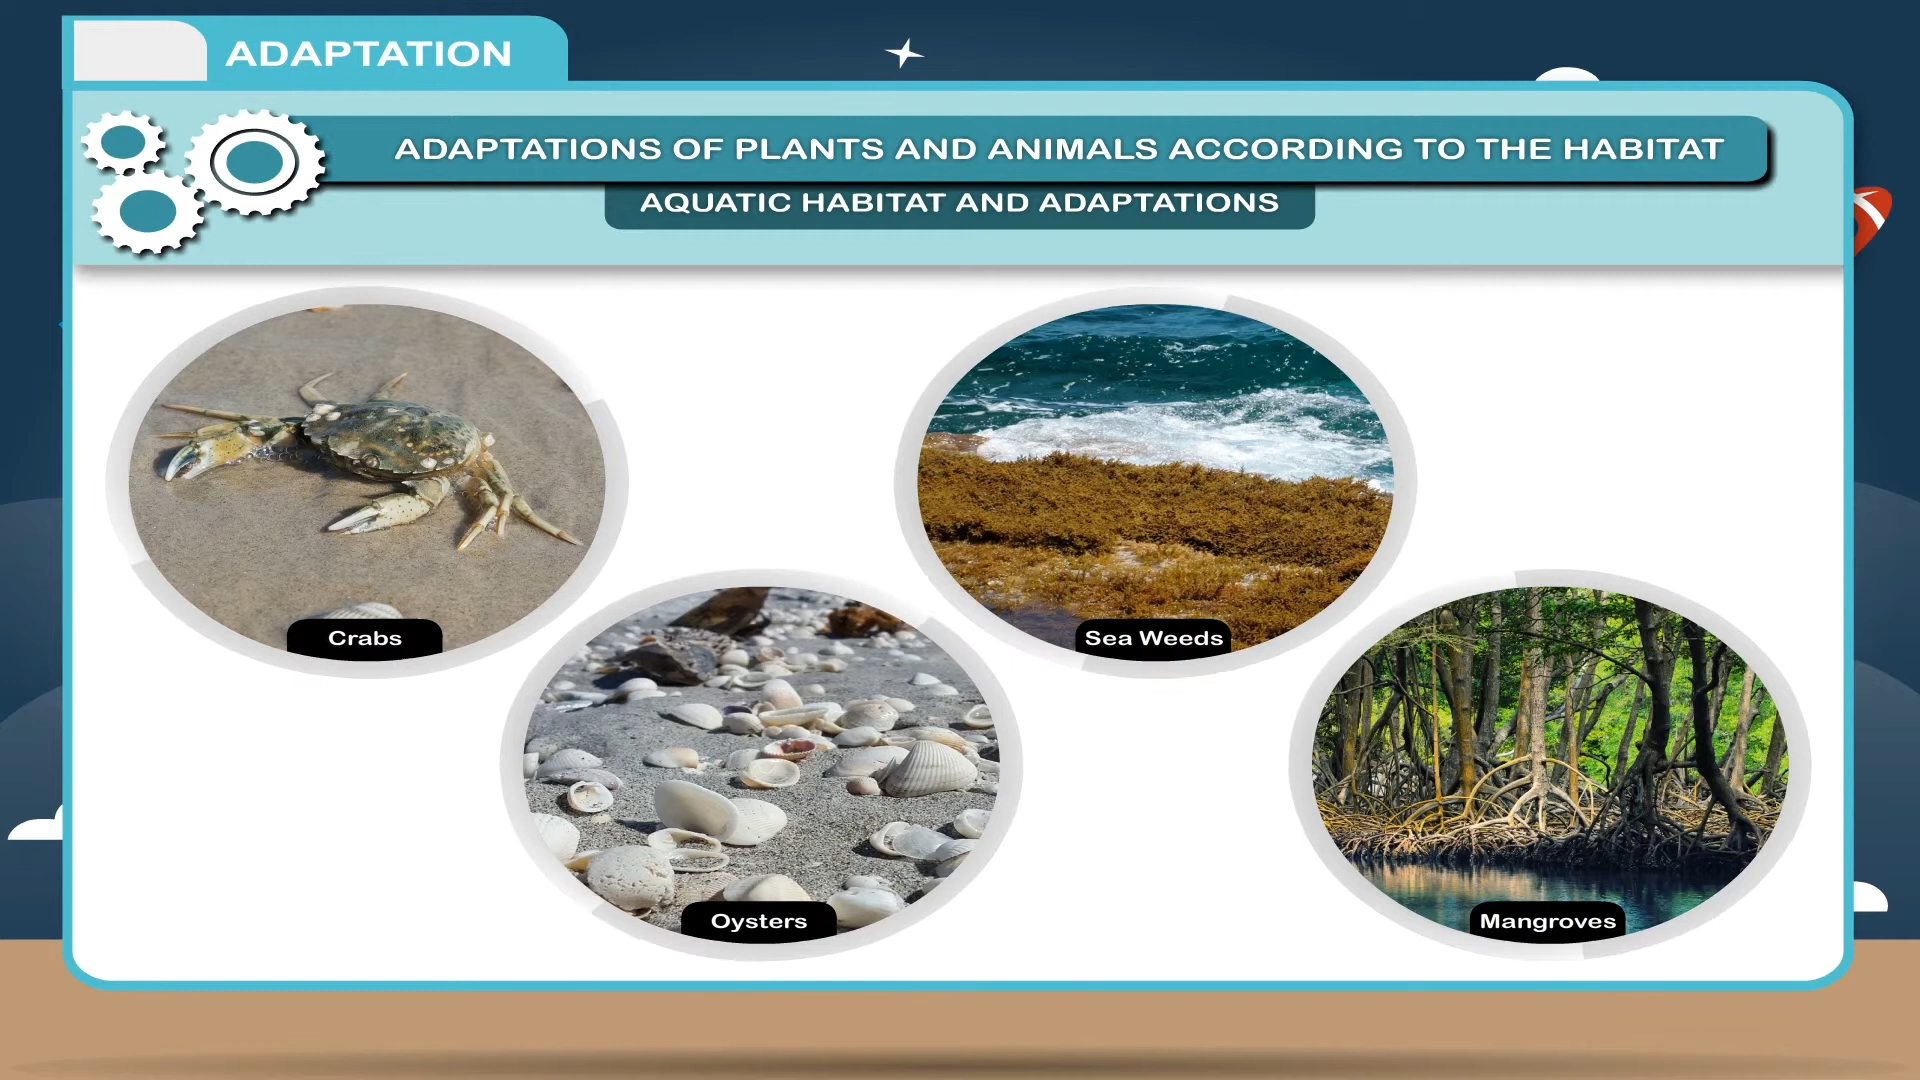 ADAPTATION
ADAPTATIONS OF PLANTS AND ANIMALS ACCORDING TO THE HABITAT
AQUATIC HABITAT AND ADAPTATIONS
Crabs
Sea Weeds
Oysters
Mangroves